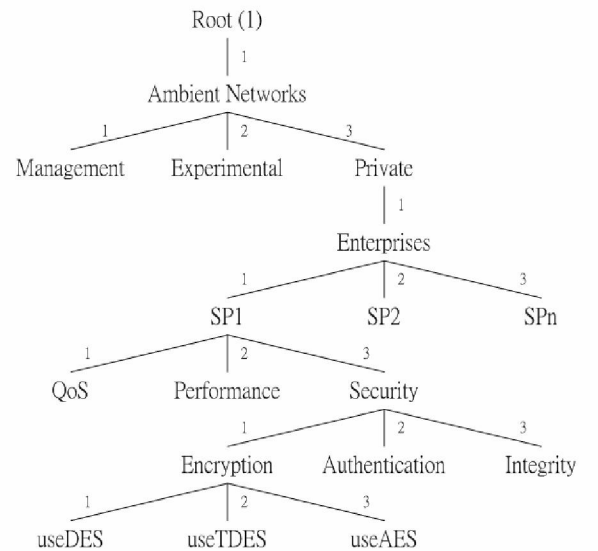 Root (1)
1
Ambient Networks
1 2 3
Management Experimental Private
1
Enterprises
1 2 3
SP1 SP2 SPn
1 2 3
QoS Performance Security
1 2 3
Encryption Authentication Integrity
1 2 3
useDES useTDES useAES